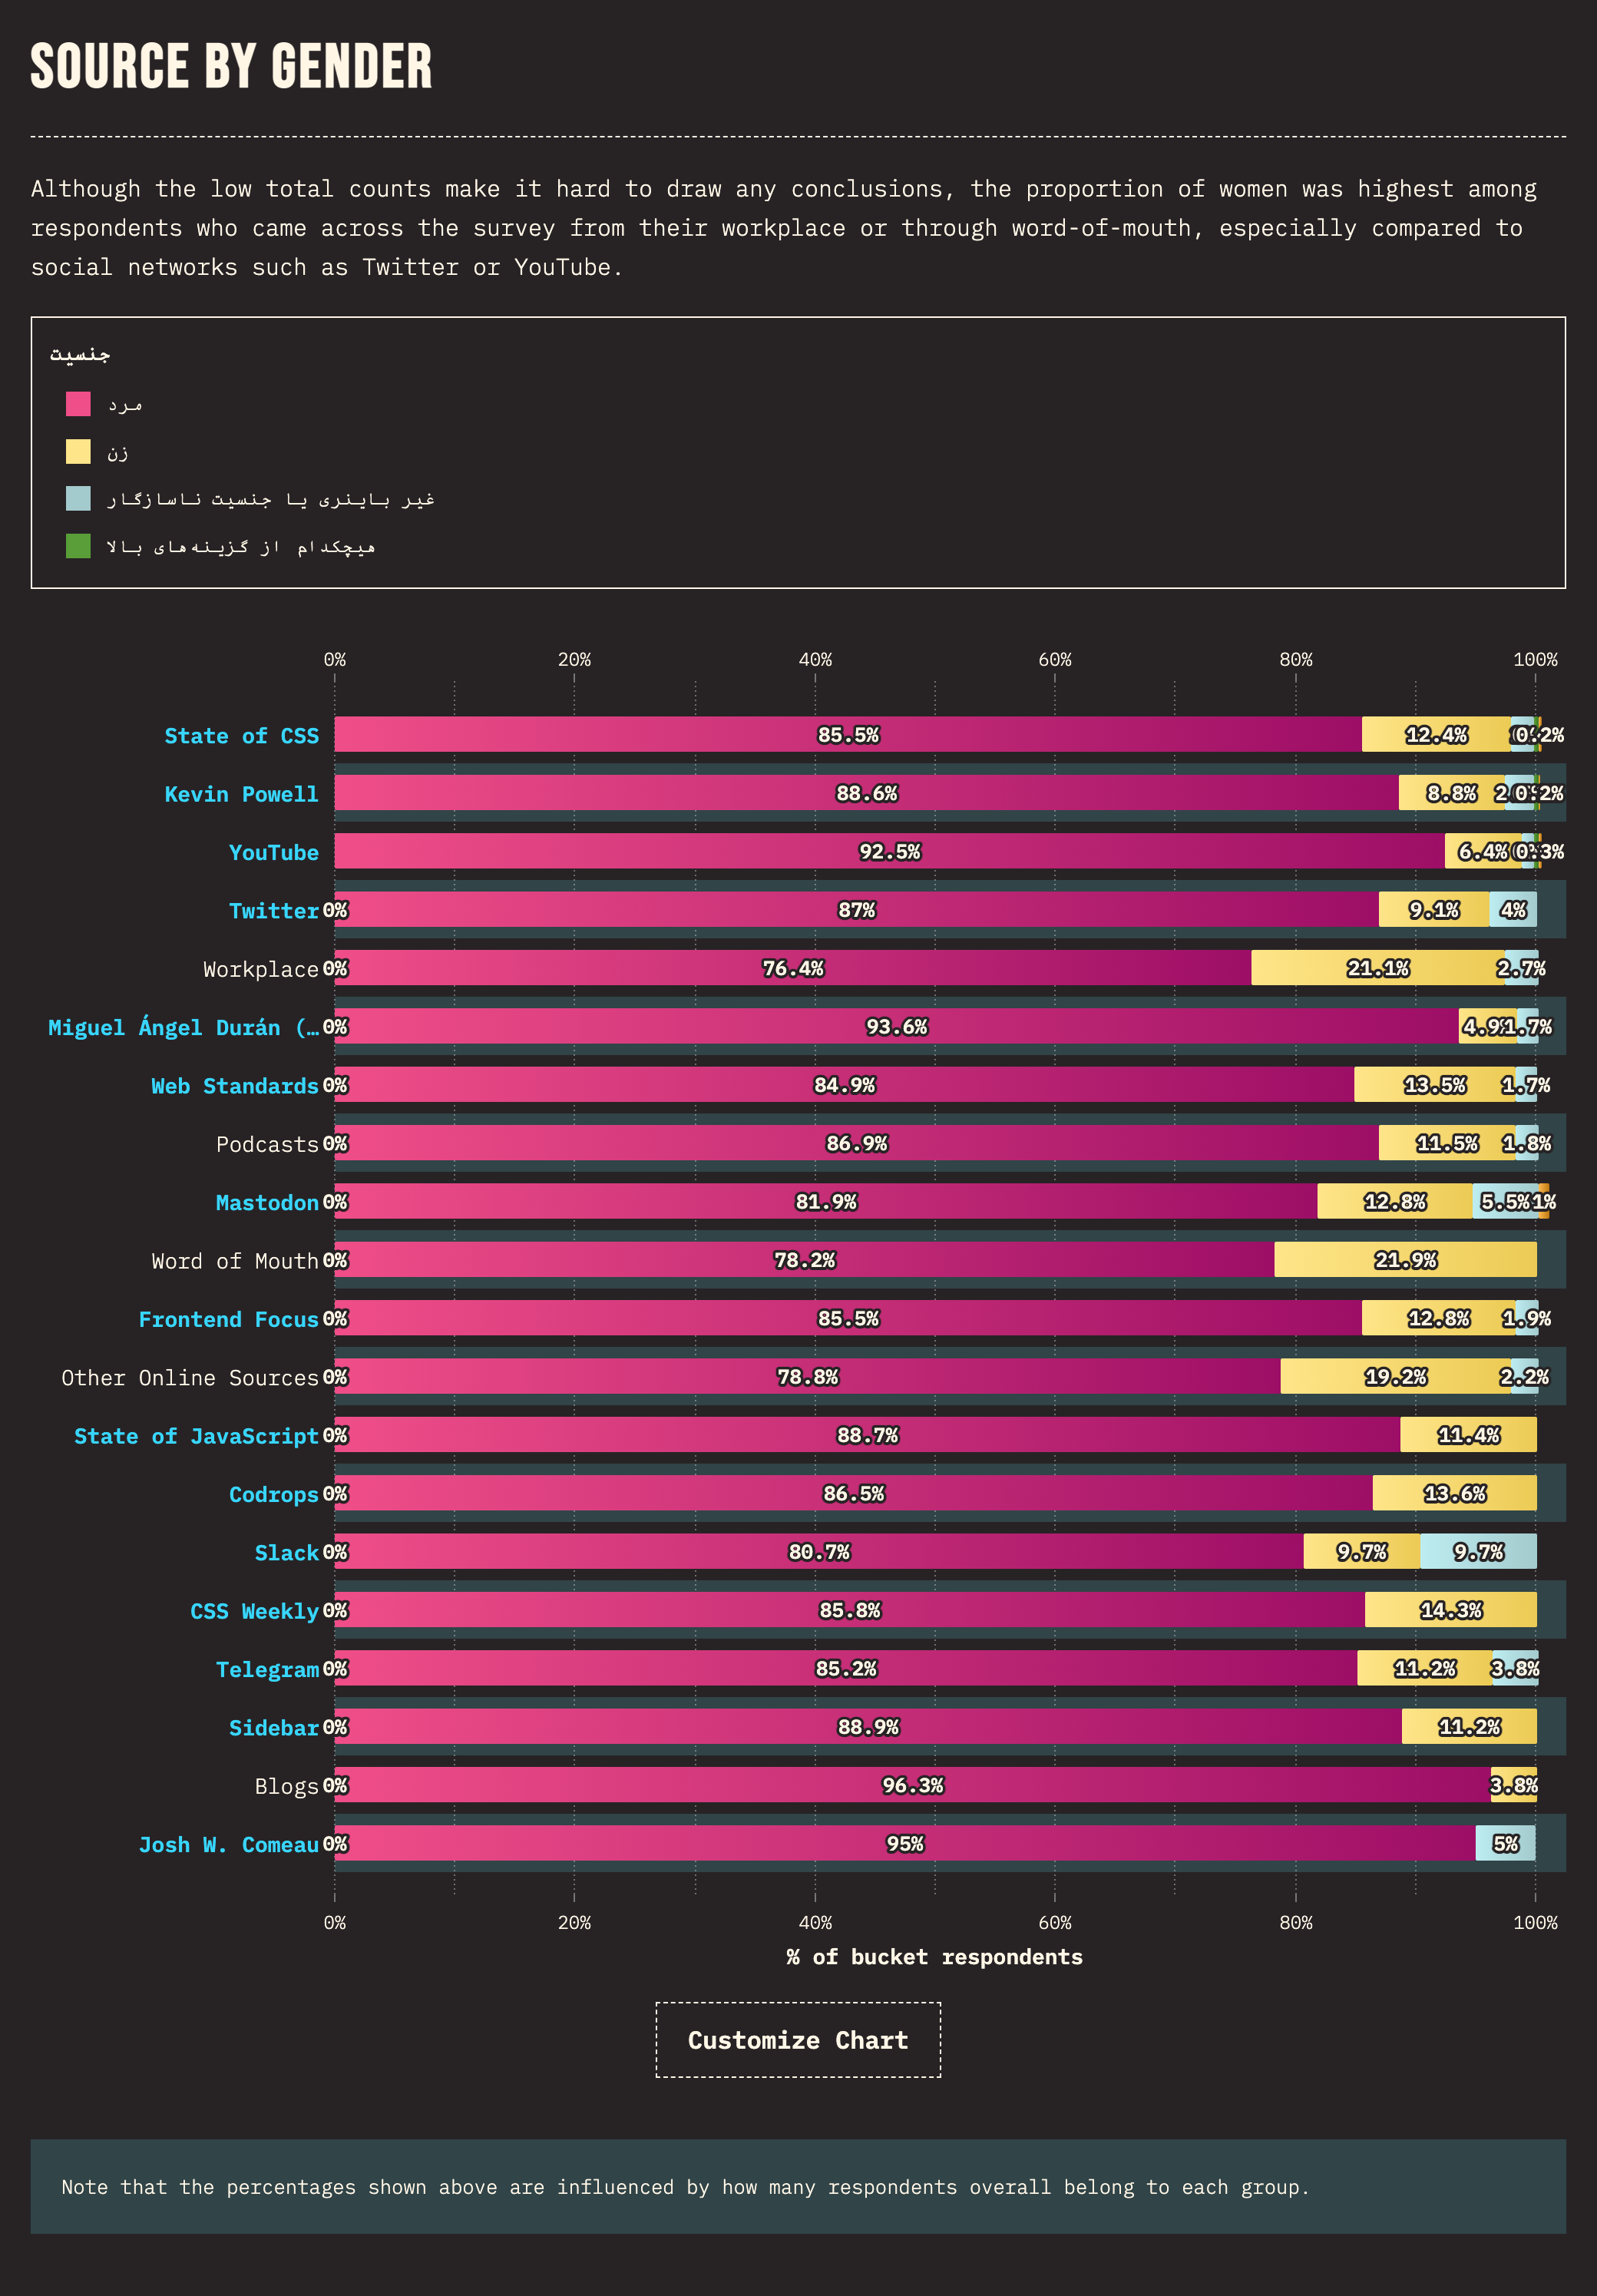 SOURCE BY GENDER
Although the low total counts make it hard to draw any conclusions, the proportion of women was highest among
respondents who came across the survey from their workplace or through word-of-mouth, especially compared to
social networks such as Twitter or YouTube.
جنسیت
مرد
زن
غیر باینری یا جنسیت ناسازگار
هیچکدام از گزینه‌های بالا
0% 20% 40% 60% 80% 100%
State of CSS 85.5% 12.4% 0.2%
Kevin Powell 88.6% 8.8% 0.2%
YouTube 92.5% 6.4% 0.3%
Twitter 0% 87% 9.1% 4%
Workplace 0% 76.4% 21.1% 2.7%
Miguel Ángel Durán (… 0% 93.6% 4.9% 1.7%
Web Standards 0% 84.9% 13.5% 1.7%
Podcasts 0% 86.9% 11.5% 1.8%
Mastodon 0% 81.9% 12.8% 5.5% 1%
Word of Mouth 0% 78.2% 21.9%
Frontend Focus 0% 85.5% 12.8% 1.9%
Other Online Sources 0% 78.8% 19.2% 2.2%
State of JavaScript 0% 88.7% 11.4%
Codrops 0% 86.5% 13.6%
Slack 0% 80.7% 9.7% 9.7%
CSS Weekly 0% 85.8% 14.3%
Telegram 0% 85.2% 11.2% 3.8%
Sidebar 0% 88.9% 11.2%
Blogs 0% 96.3% 3.8%
Josh W. Comeau 0% 95% 5%
0% 20% 40% 60% 80% 100%
% of bucket respondents
Customize Chart
Note that the percentages shown above are influenced by how many respondents overall belong to each group.